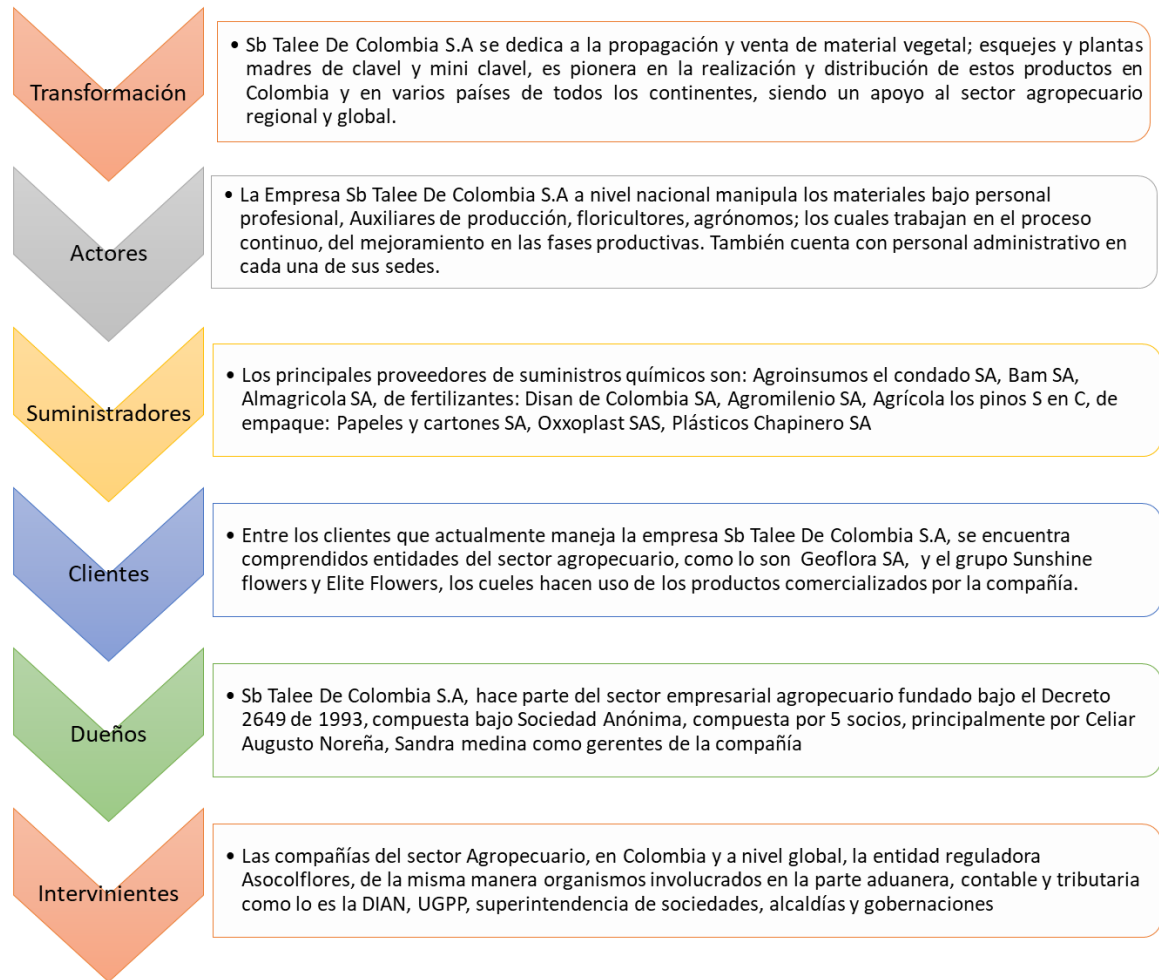 Transformación
• Sb Talee De Colombia S.A se dedica a la propagación y venta de material vegetal; esquejes y plantas
madres de clavel y mini clavel, es pionera en la realización y distribución de estos productos en
Colombia y en varios países de todos los continentes, siendo un apoyo al sector agropecuario
regional y global.
Actores
• La Empresa Sb Talee De Colombia S.A a nivel nacional manipula los materiales bajo personal
profesional, Auxiliares de producción, floricultores, agrónomos; los cuales trabajan en el proceso
continuo, del mejoramiento en las fases productivas. También cuenta con personal administrativo en
cada una de sus sedes.
Suministradores
• Los principales proveedores de suministros químicos son: Agroinsumos el condado SA, Bam SA,
Almagricola SA, de fertilizantes: Disan de Colombia SA, Agromilenio SA, Agrícola los pinos S en C, de
empaque: Papeles y cartones SA, Oxxoplast SAS, Plásticos Chapinero SA
Clientes
• Entre los clientes que actualmente maneja la empresa Sb Talee De Colombia S.A, se encuentra
comprendidos entidades del sector agropecuario, como lo son Geoflora SA, y el grupo Sunshine
flowers y Elite Flowers, los cueles hacen uso de los productos comercializados por la compañía.
Dueños
• Sb Talee De Colombia S.A, hace parte del sector empresarial agropecuario fundado bajo el Decreto
2649 de 1993, compuesta bajo Sociedad Anónima, compuesta por 5 socios, principalmente por Celiar
Augusto Noreña, Sandra medina como gerentes de la compañía
Intervinientes
• Las compañías del sector Agropecuario, en Colombia y a nivel global, la entidad reguladora
Asocolflores, de la misma manera organismos involucrados en la parte aduanera, contable y tributaria
como lo es la DIAN, UGPP, superintendencia de sociedades, alcaldías y gobernaciones